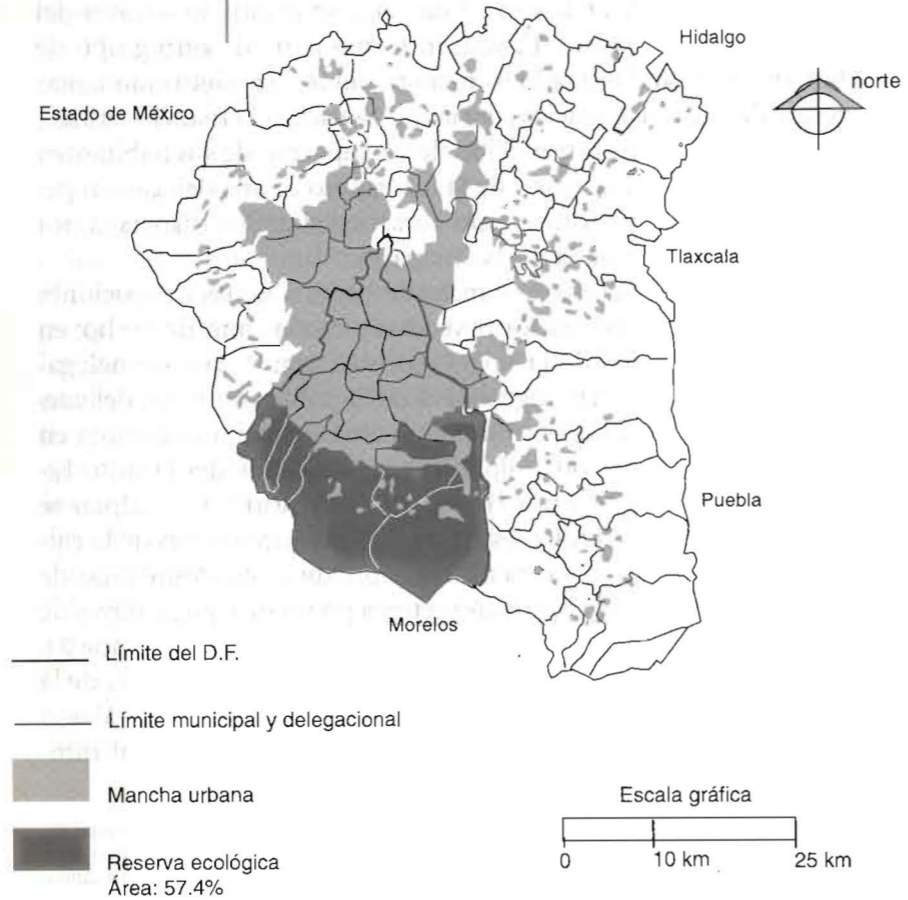 Hidalgo
norte
Estado de México
Tlaxcala
Puebla
Morelos
Límite del D.F.
Límite municipal y delegacional
Mancha urbana
Reserva ecológica
Área: 57.4%
Escala gráfica
0 10 km 25 km